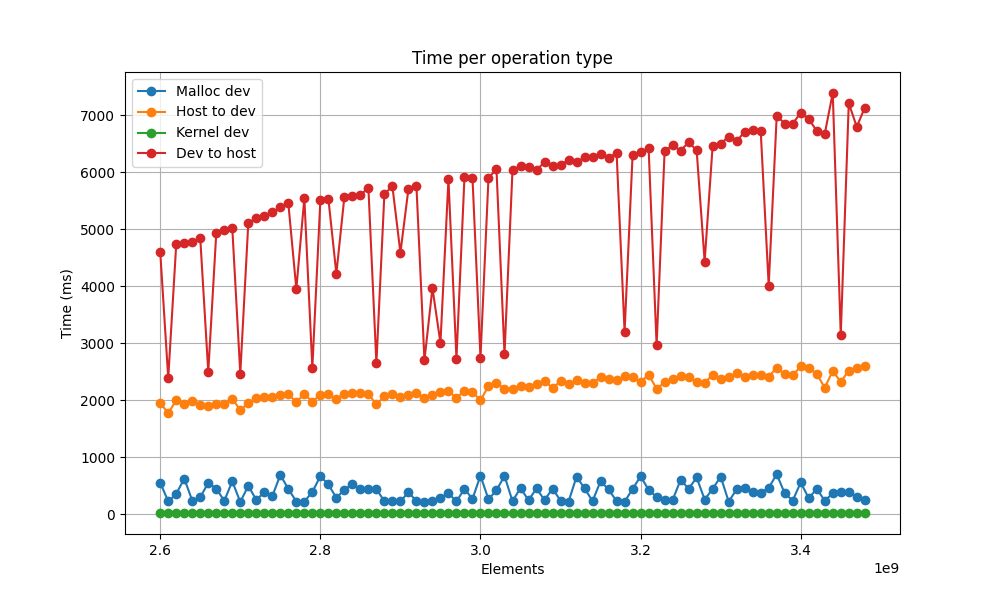 Time per operation type
Malloc dev
Host to dev
Kernel dev
Dev to host
7000
6000
5000
4000
3000
2000
1000
0
Time (ms)
2.6
2.8
3.0
3.2
3.4
Elements
1e9